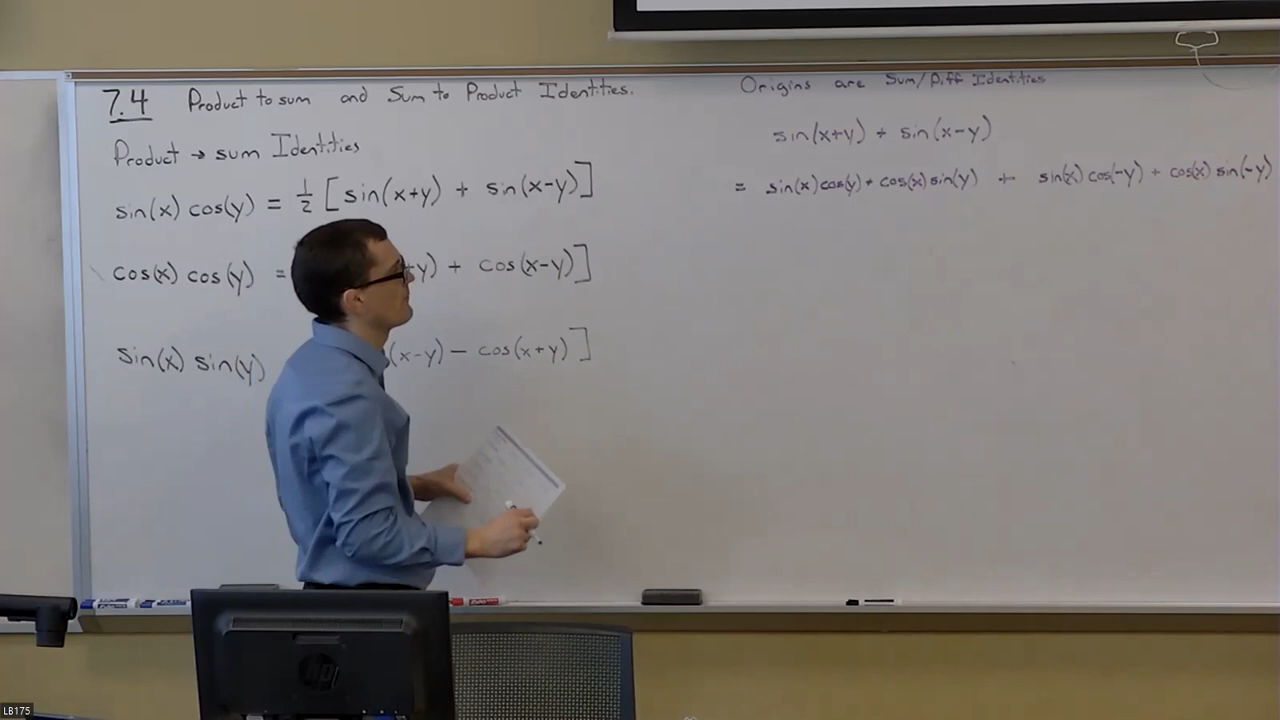 7.4 Product to sum and Sum to Product Identities.
Product → sum Identities
sin(x) cos(y) = 1/2 [sin(x+y) + sin(x-y)]
cos(x) cos(y) = +y) + cos(x-y)]
sin(x) sin(y) (x-y) - cos(x+y)]
Origins are Sum/Diff Identities
sin(x+y) + sin(x-y)
= sin(x)cos(y) + cos(x)sin(y) + sin(x) cos(-y) + cos(x) sin(-y)
hp
LB175